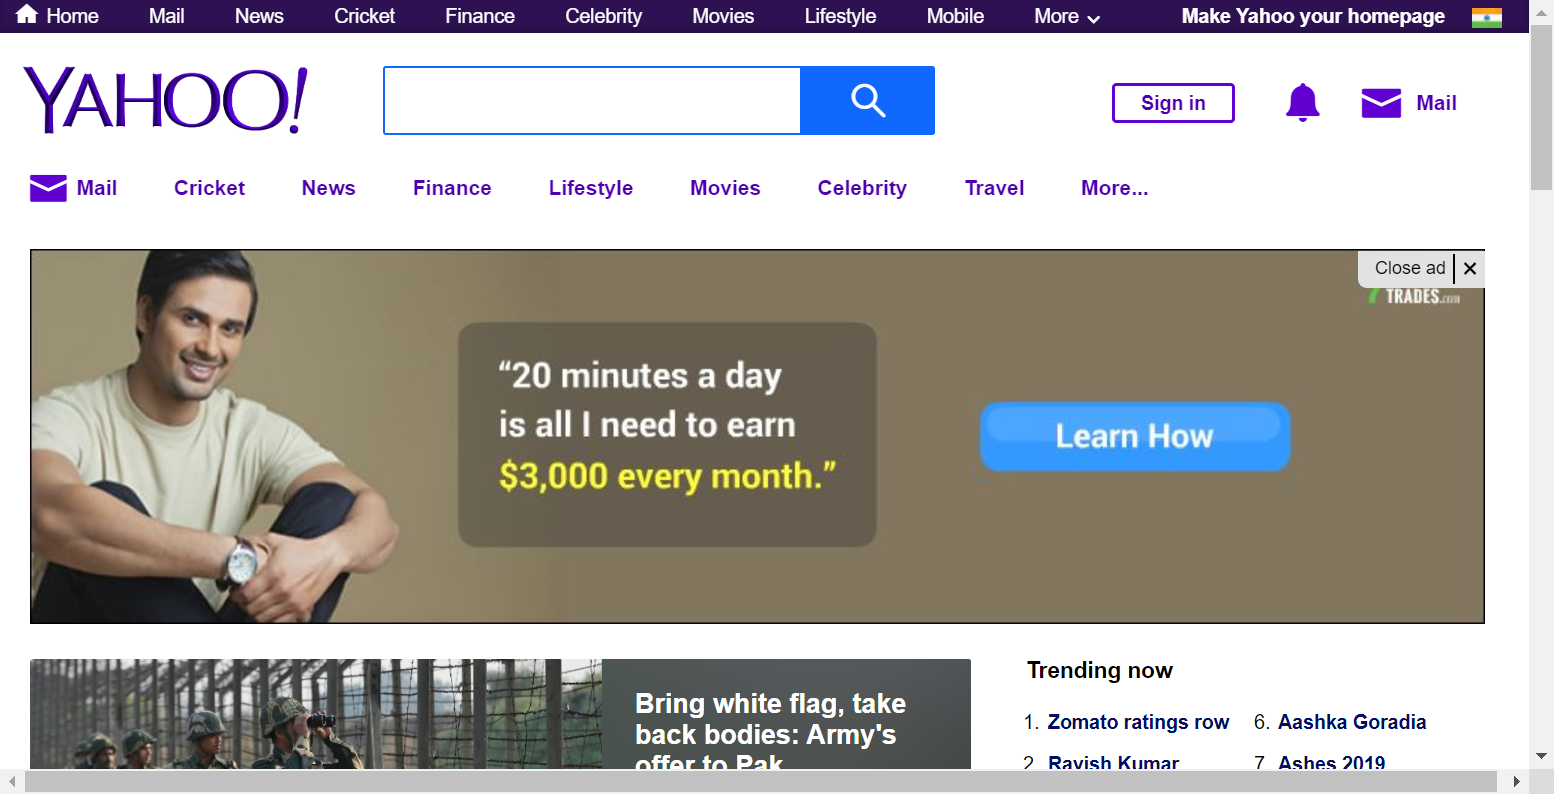 Home Mail News Cricket Finance Celebrity Movies Lifestyle Mobile More Make Yahoo your homepage
YAHOO!
Sign in
Mail
Mail Cricket News Finance Lifestyle Movies Celebrity Travel More...
Close ad
TRADES.com
“20 minutes a day
is all I need to earn
$3,000 every month.”
Learn How
Bring white flag, take
back bodies: Army's
offer to Pak
Trending now
1. Zomato ratings row 6. Aashka Goradia
2. Ravish Kumar 7. Ashes 2019